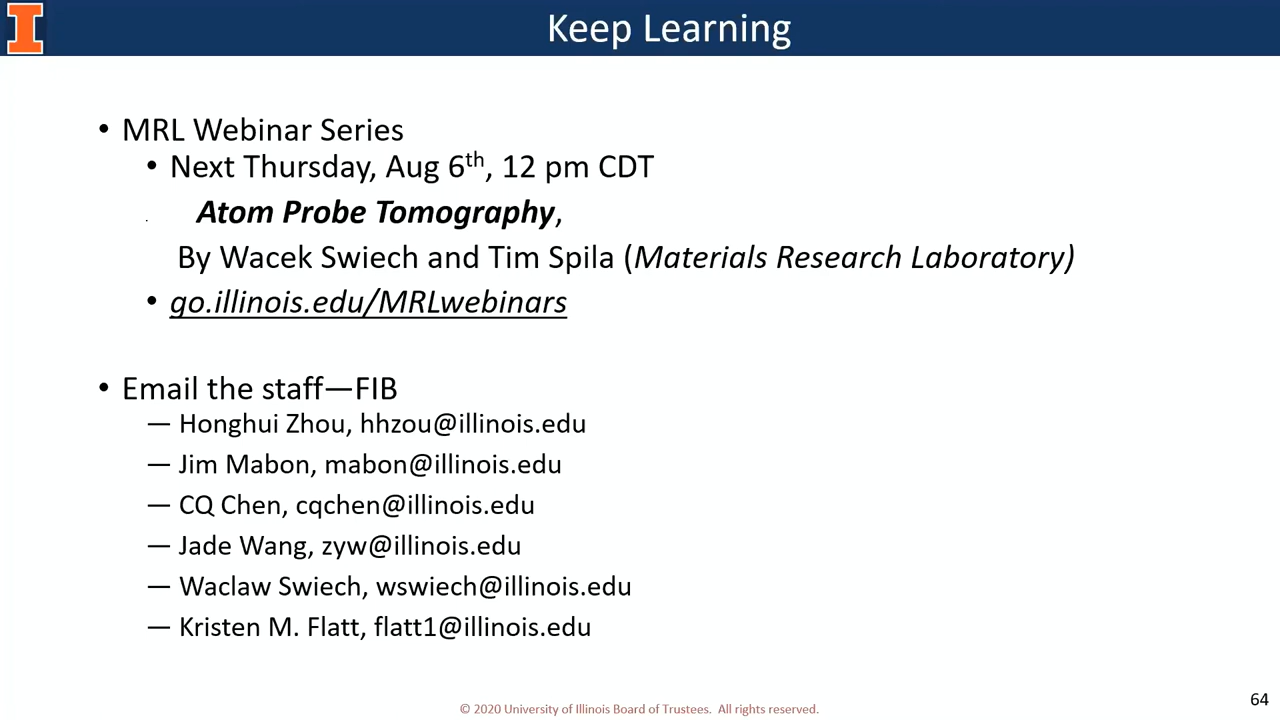 Keep Learning
• MRL Webinar Series
• Next Thursday, Aug 6th, 12 pm CDT
Atom Probe Tomography,
By Wacek Swiech and Tim Spila (Materials Research Laboratory)
• go.illinois.edu/MRLwebinars
• Email the staff—FIB
— Honghui Zhou, hhzou@illinois.edu
— Jim Mabon, mabon@illinois.edu
— CQ Chen, cqchen@illinois.edu
— Jade Wang, zyw@illinois.edu
— Waclaw Swiech, wswiech@illinois.edu
— Kristen M. Flatt, flatt1@illinois.edu
64
© 2020 University of Illinois Board of Trustees. All rights reserved.